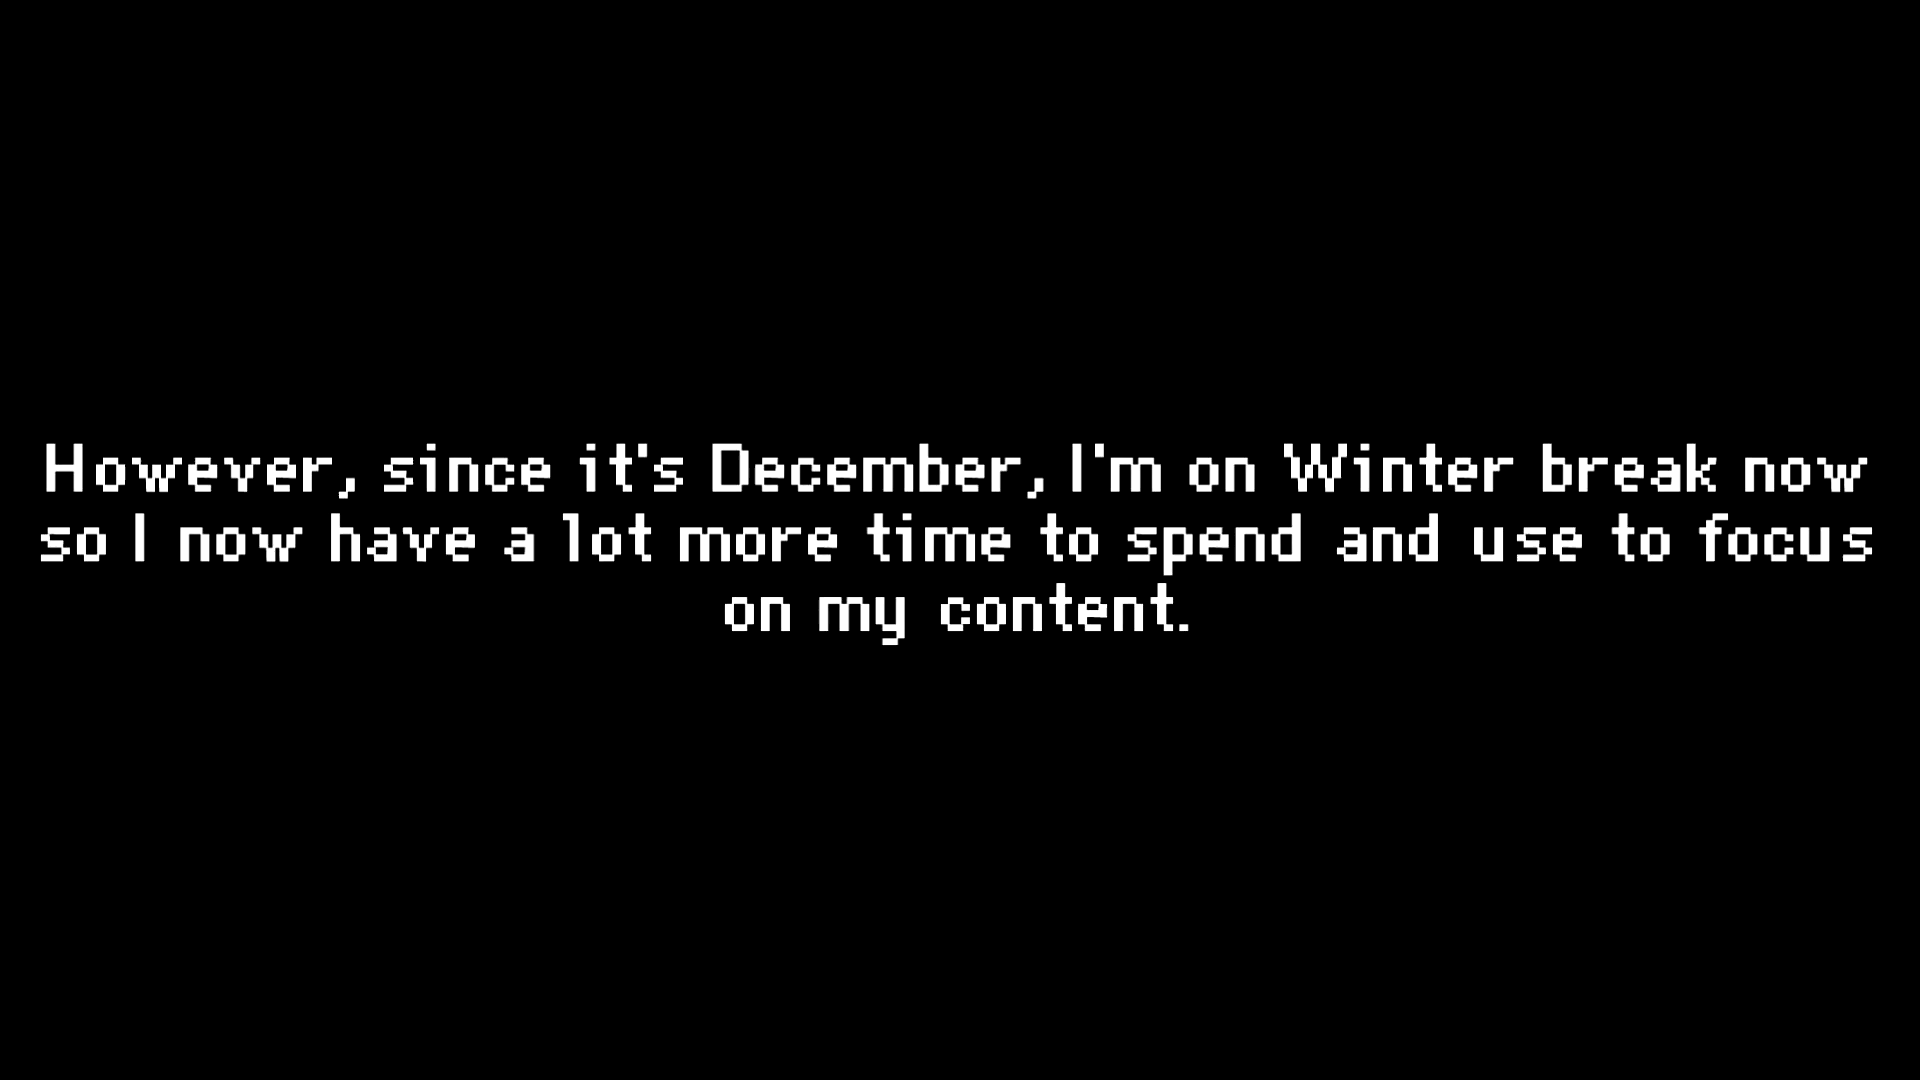 However, since it's December, I'm on Winter break now
so I now have a lot more time to spend and use to focus
on my content.